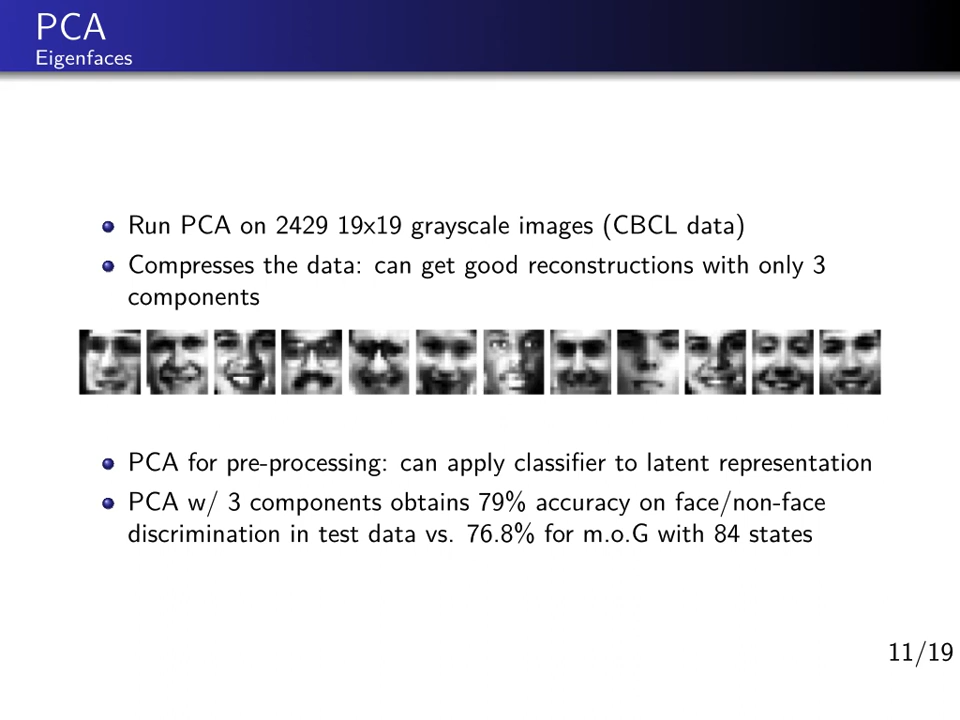 PCA
Eigenfaces
Run PCA on 2429 19x19 grayscale images (CBCL data)
Compresses the data: can get good reconstructions with only 3
components
PCA for pre-processing: can apply classifier to latent representation
PCA w/ 3 components obtains 79% accuracy on face/non-face
discrimination in test data vs. 76.8% for m.o.G with 84 states
11/19